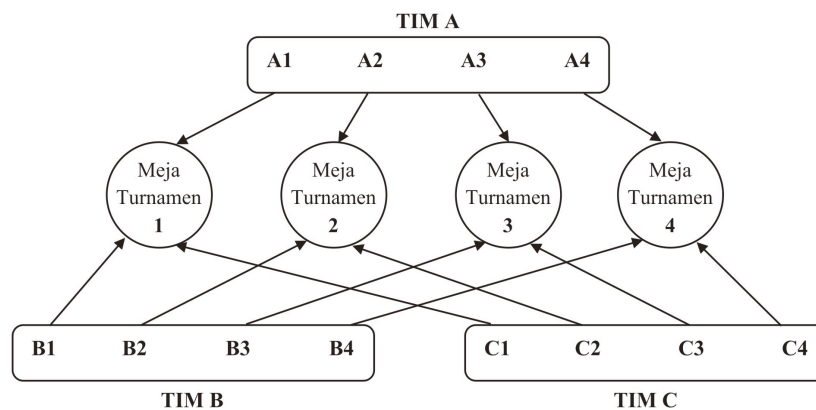 TIM A
A1 A2 A3 A4
Meja Turnamen 1
Meja Turnamen 2
Meja Turnamen 3
Meja Turnamen 4
B1 B2 B3 B4
TIM B
C1 C2 C3 C4
TIM C